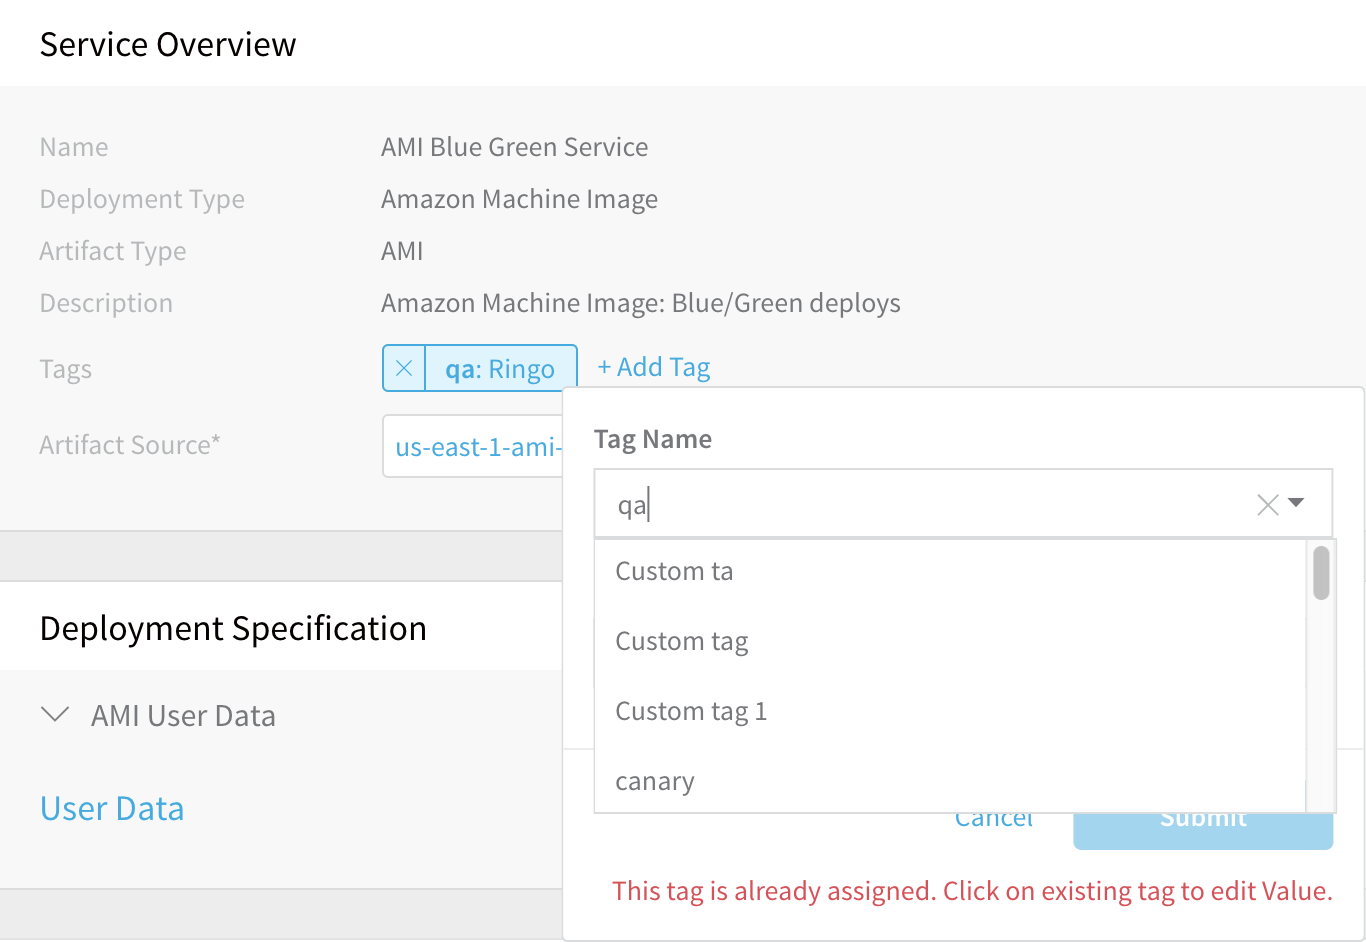 Service Overview
Name AMI Blue Green Service
Deployment Type Amazon Machine Image
Artifact Type AMI
Description Amazon Machine Image: Blue/Green deploys
Tags qa: Ringo + Add Tag
Artifact Source* us-east-1-ami-
Tag Name
qa
Custom ta
Custom tag
Custom tag 1
canary
Cancel Submit
This tag is already assigned. Click on existing tag to edit Value.
Deployment Specification
AMI User Data
User Data